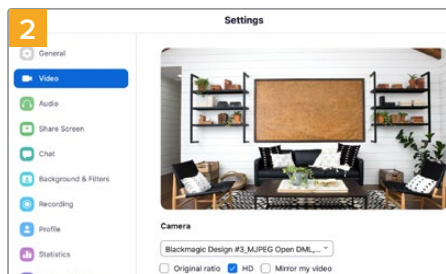 2
Settings
General
Video
Audio
Share Screen
Chat
Background & Filters
Recording
Profile
Statistics
Camera
Blackmagic Design #3_MJPEG Open DML,...
Original ratio HD Mirror my video